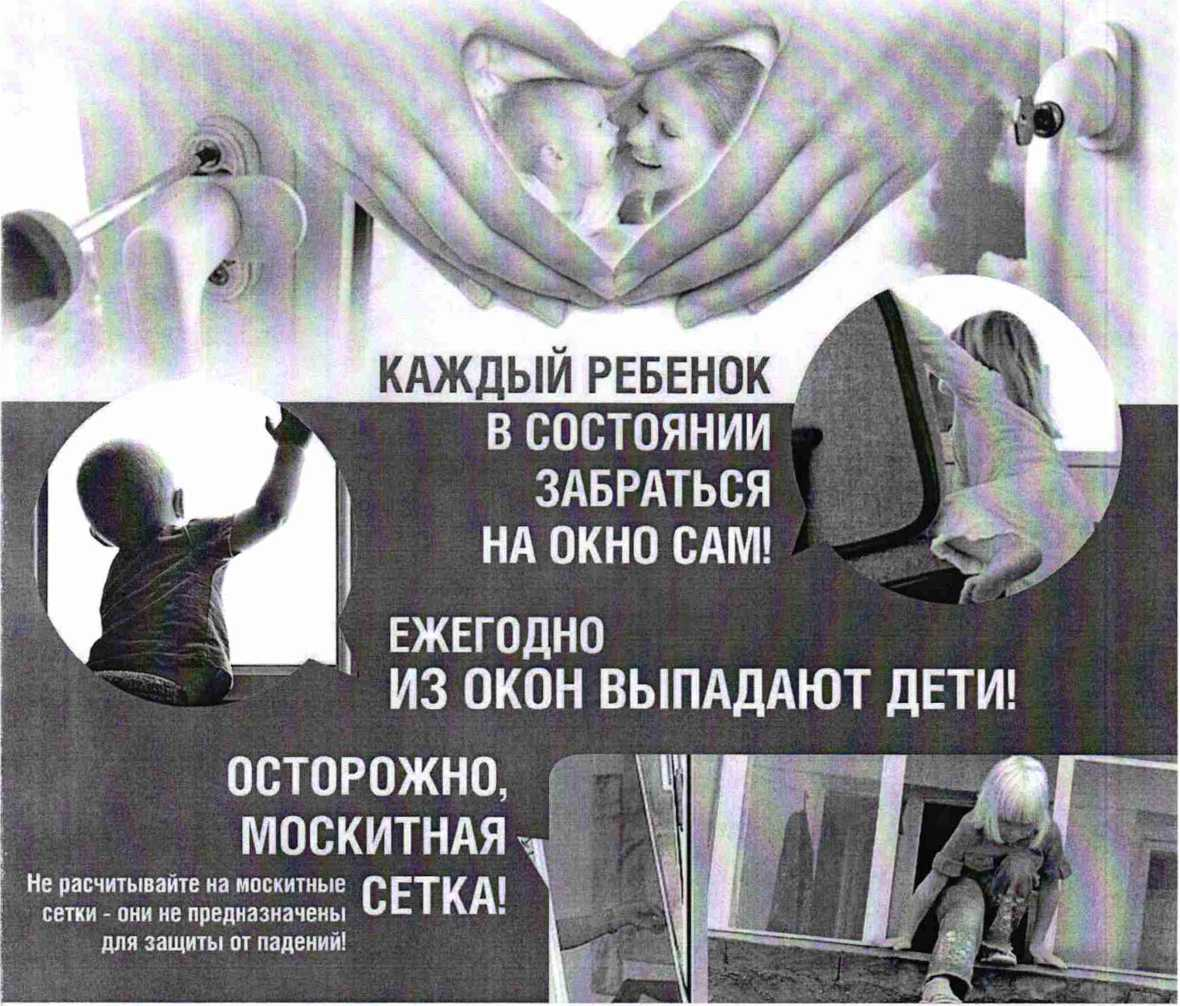 КАЖДЫЙ РЕБЕНОК
В СОСТОЯНИИ
ЗАБРАТЬСЯ
НА ОКНО САМ!
ЕЖЕГОДНО
ИЗ ОКОН ВЫПАДАЮТ ДЕТИ!
ОСТОРОЖНО,
МОСКИТНАЯ
СЕТКА!
Не расчитывайте на москитные
сетки - они не предназначены
для защиты от падений!